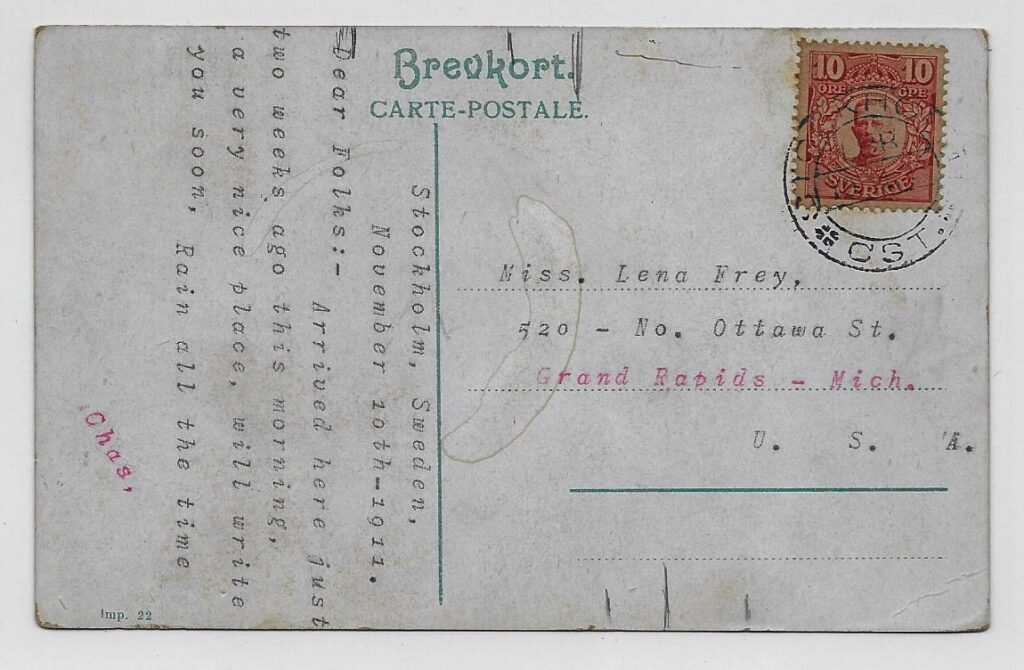 Brevkort.
CARTE-POSTALE.
10 10
ÖRE
SVERIGE
CST.
Stockholm, Sweden,
November 10th-1911.
Dear Folks:-
Arrived here just
two weeks ago this morning,
a very nice place, will write
you soon, Rain all the time
Chas,
Miss. Lena Frey,
520 - No. Ottawa St.
Grand Rapids - Mich.
U. S. A.
Imp. 22